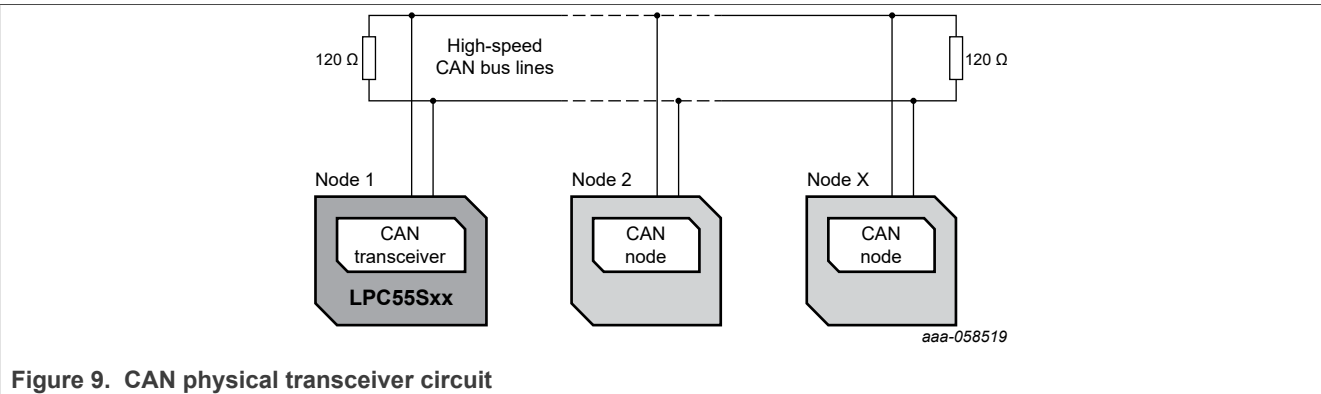 120 Ω
High-speed
CAN bus lines
120 Ω
Node 1
Node 2
Node X
CAN
transceiver
LPC55Sxx
CAN
node
CAN
node
aaa-058519
Figure 9. CAN physical transceiver circuit